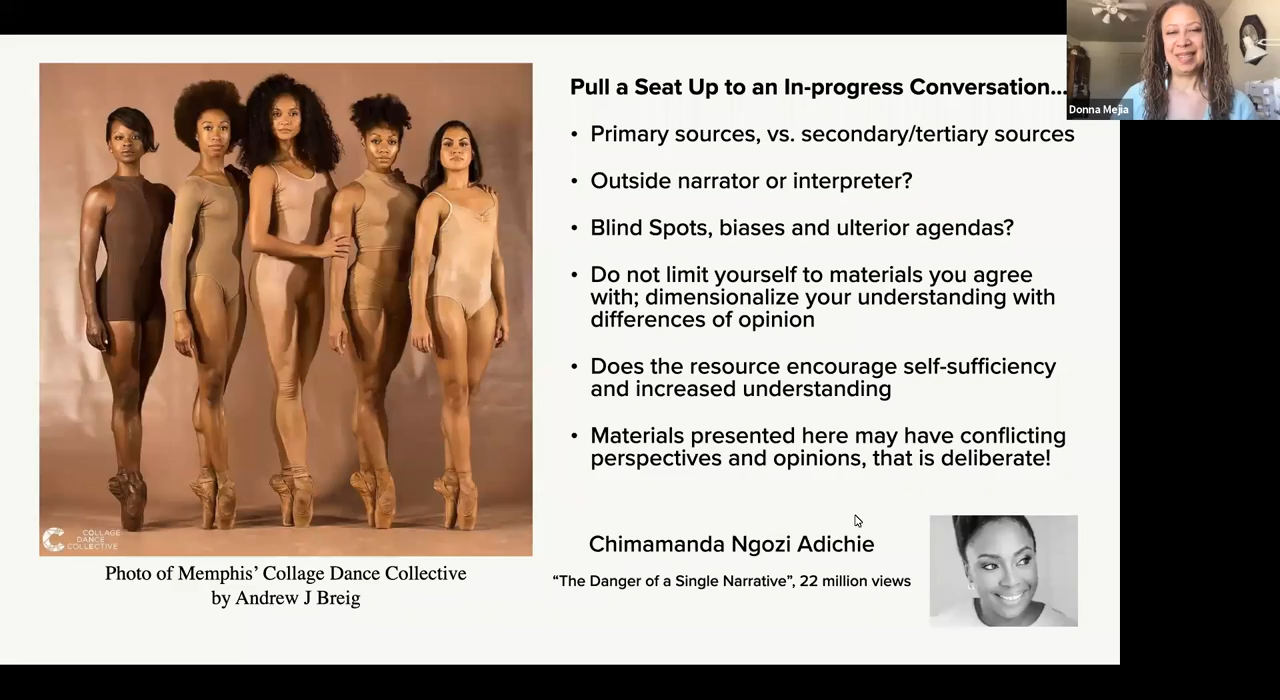 Pull a Seat Up to an In-progress Conversation...
Donna Mejia
• Primary sources, vs. secondary/tertiary sources
• Outside narrator or interpreter?
• Blind Spots, biases and ulterior agendas?
• Do not limit yourself to materials you agree
with; dimensionalize your understanding with
differences of opinion
• Does the resource encourage self-sufficiency
and increased understanding
• Materials presented here may have conflicting
perspectives and opinions, that is deliberate!
COLLAGE
DANCE
COLLECTIVE
Photo of Memphis’ Collage Dance Collective
by Andrew J Breig
Chimamanda Ngozi Adichie
“The Danger of a Single Narrative”, 22 million views